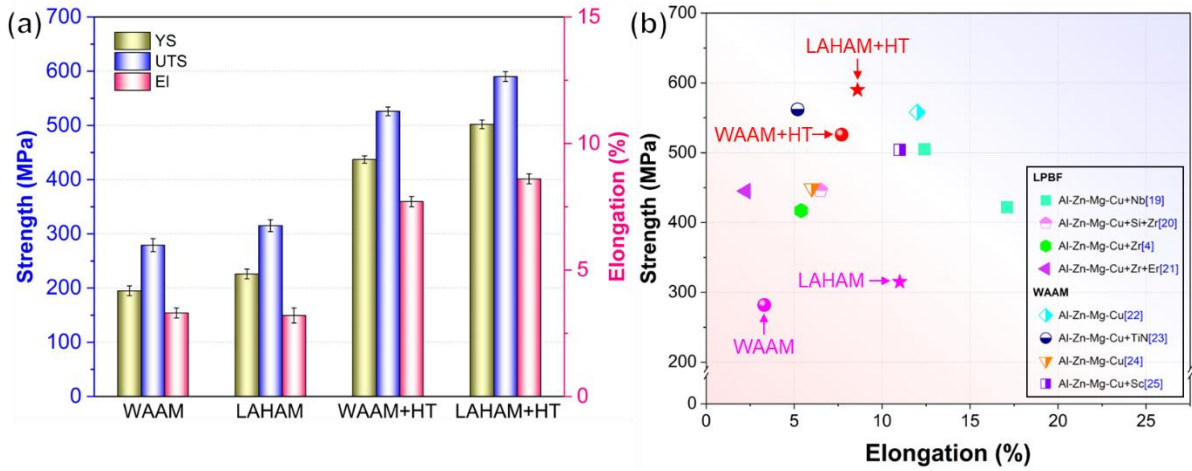 (a)
700
600
500
400
300
200
100
0
Strength (MPa)
YS
UTS
El
15
10
5
0
Elongation (%)
WAAM
LAHAM
WAAM+HT
LAHAM+HT
(b)
700
600
500
400
300
200
Strength (MPa)
LAHAM+HT
WAAM+HT
LAHAM
WAAM
LPBF
Al-Zn-Mg-Cu+Nb[19]
Al-Zn-Mg-Cu+Si+Zr[20]
Al-Zn-Mg-Cu+Zr[4]
Al-Zn-Mg-Cu+Zr+Er[21]
WAAM
Al-Zn-Mg-Cu[22]
Al-Zn-Mg-Cu+TiN[23]
Al-Zn-Mg-Cu[24]
Al-Zn-Mg-Cu+Sc[25]
0
5
10
15
20
25
Elongation (%)